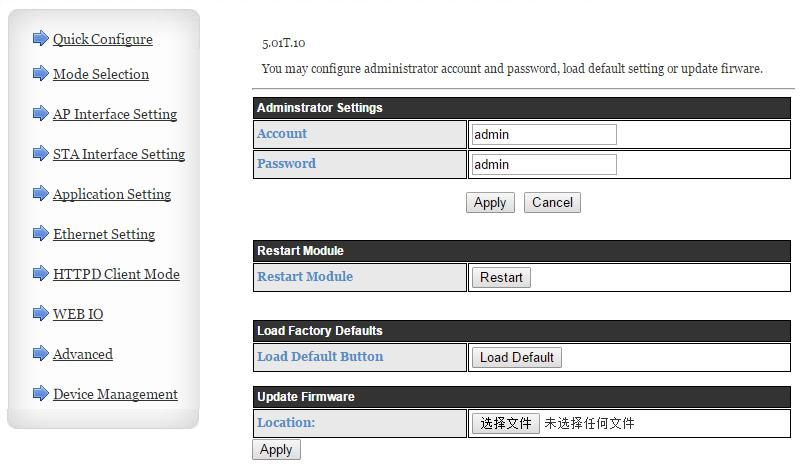 Quick Configure
Mode Selection
AP Interface Setting
STA Interface Setting
Application Setting
Ethernet Setting
HTTPD Client Mode
WEB IO
Advanced
Device Management
5.01T.10
You may configure administrator account and password, load default setting or update firware.
Adminstrator Settings
Account admin
Password admin
Apply Cancel
Restart Module
Restart Module Restart
Load Factory Defaults
Load Default Button Load Default
Update Firmware
Location: 选择文件 未选择任何文件
Apply